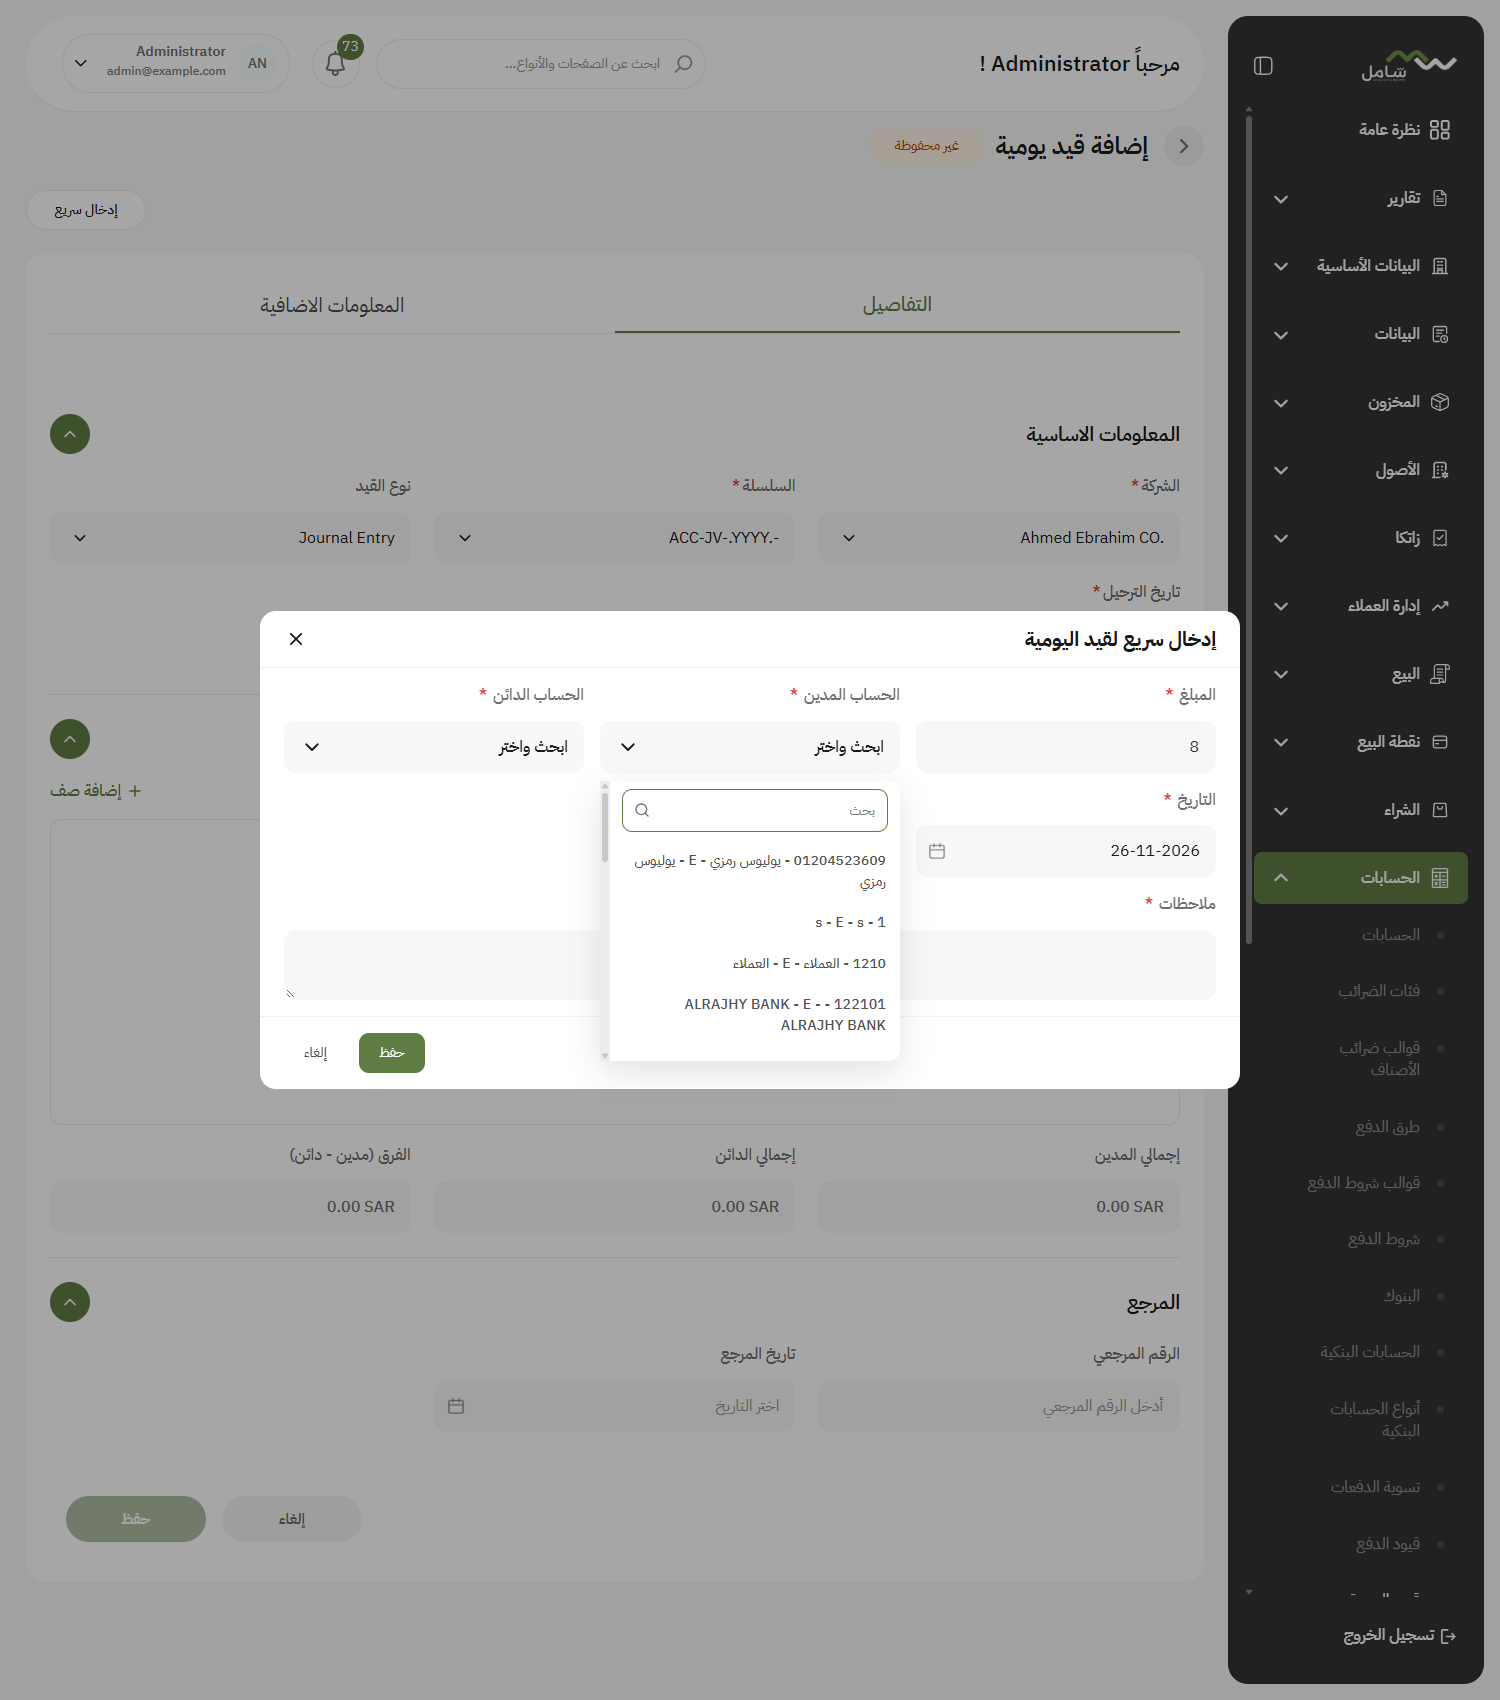 شامل
نظرة عامة
تقارير
البيانات الأساسية
البيانات
المخزون
الأصول
زاتكا
إدارة العملاء
البيع
نقطة البيع
الشراء
الحسابات
الحسابات
فئات الضرائب
قوالب ضرائب
الأصناف
طرق الدفع
قوالب شروط الدفع
شروط الدفع
البنوك
الحسابات البنكية
أنواع الحسابات
البنكية
تسوية الدفعات
قيود الدفع
تسجيل الخروج
مرحباً Administrator !
ابحث عن الصفحات والأنواع...
73
Administrator
admin@example.com
AN
إضافة قيد يومية
غير محفوظة
إدخال سريع
التفاصيل
المعلومات الاضافية
المعلومات الاساسية
الشركة *
السلسلة *
نوع القيد
Ahmed Ebrahim CO.
ACC-JV-.YYYY.-
Journal Entry
تاريخ الترحيل *
إدخال سريع لقيد اليومية
المبلغ *
الحساب المدين *
الحساب الدائن *
8
ابحث واختر
ابحث واختر
بحث
01204523609 - يوليوس رمزي - E - يوليوس
رمزي
1 - s - E - s
1210 - العملاء - E - العملاء
122101 - ALRAJHY BANK - E -
ALRAJHY BANK
التاريخ *
26-11-2026
ملاحظات *
حفظ
إلغاء
إضافة صف +
إجمالي المدين
إجمالي الدائن
الفرق (مدين - دائن)
0.00 SAR
0.00 SAR
0.00 SAR
المرجع
الرقم المرجعي
تاريخ المرجع
أدخل الرقم المرجعي
اختر التاريخ
إلغاء
حفظ